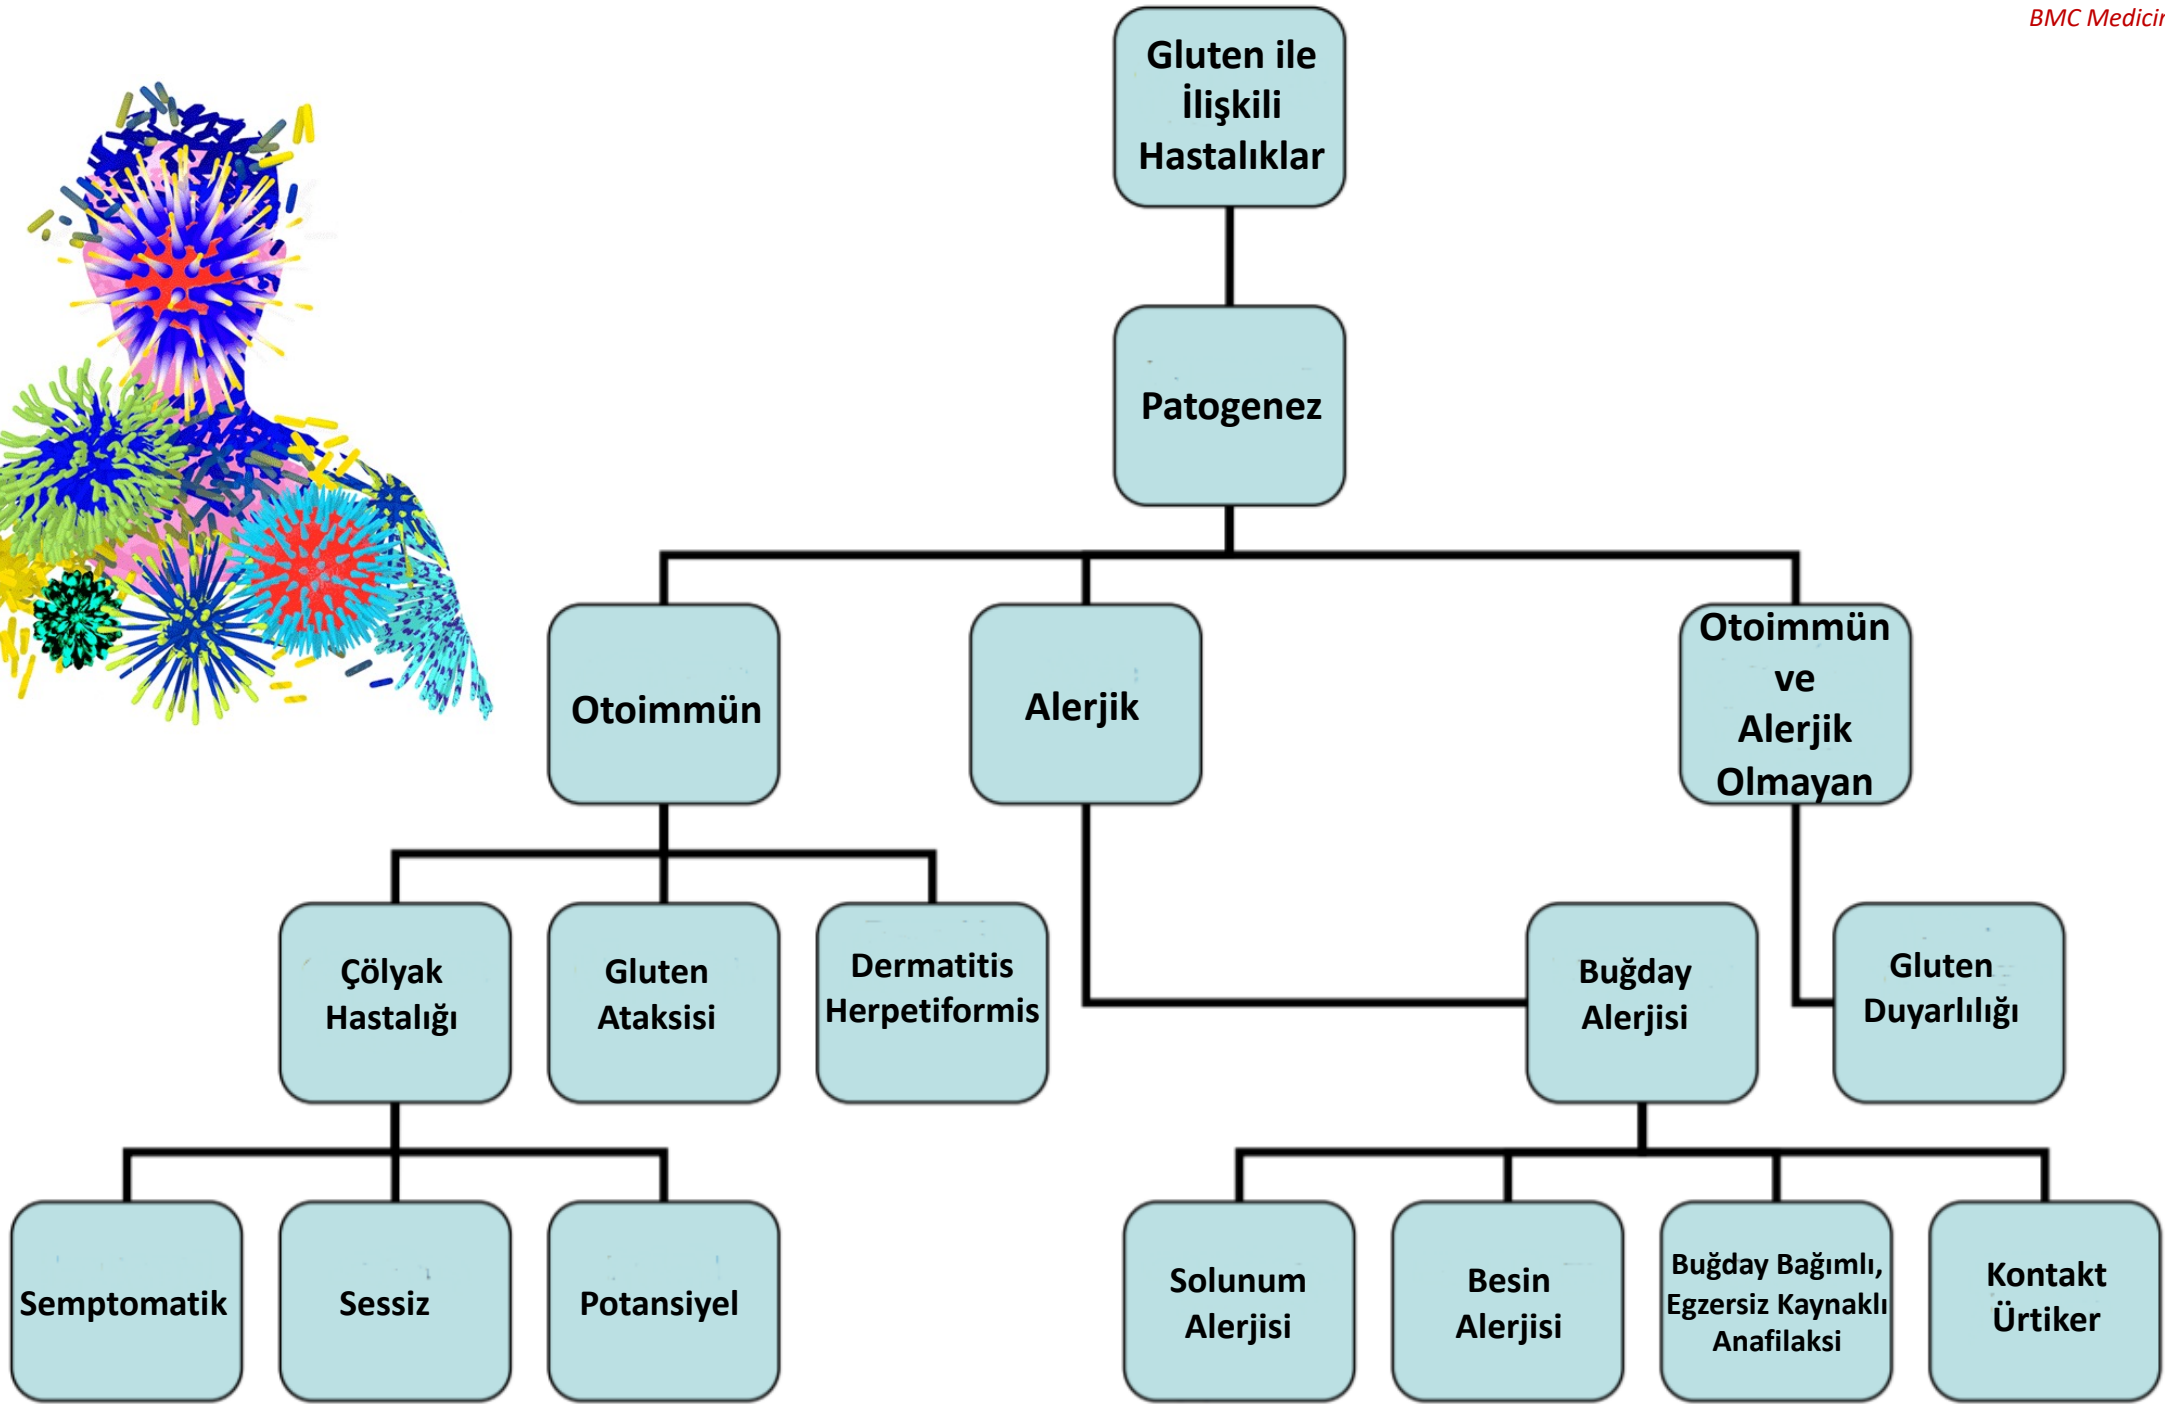 BMC
Gluten ile
İlişkili
Hastalıklar
Patogenez
Otoimmün
Alerjik
Otoimmün
ve
Alerjik
Olmayan
Çölyak
Hastalığı
Gluten
Ataksisi
Dermatitis
Herpetiformis
Buğday
Alerjisi
Gluten
Duyarlılığı
Semptomatik
Sessiz
Potansiyel
Solunum
Alerjisi
Besin
Alerjisi
Buğday Bağımlı,
Egzersiz Kaynaklı
Anafilaksi
Kontakt
Ürtiker